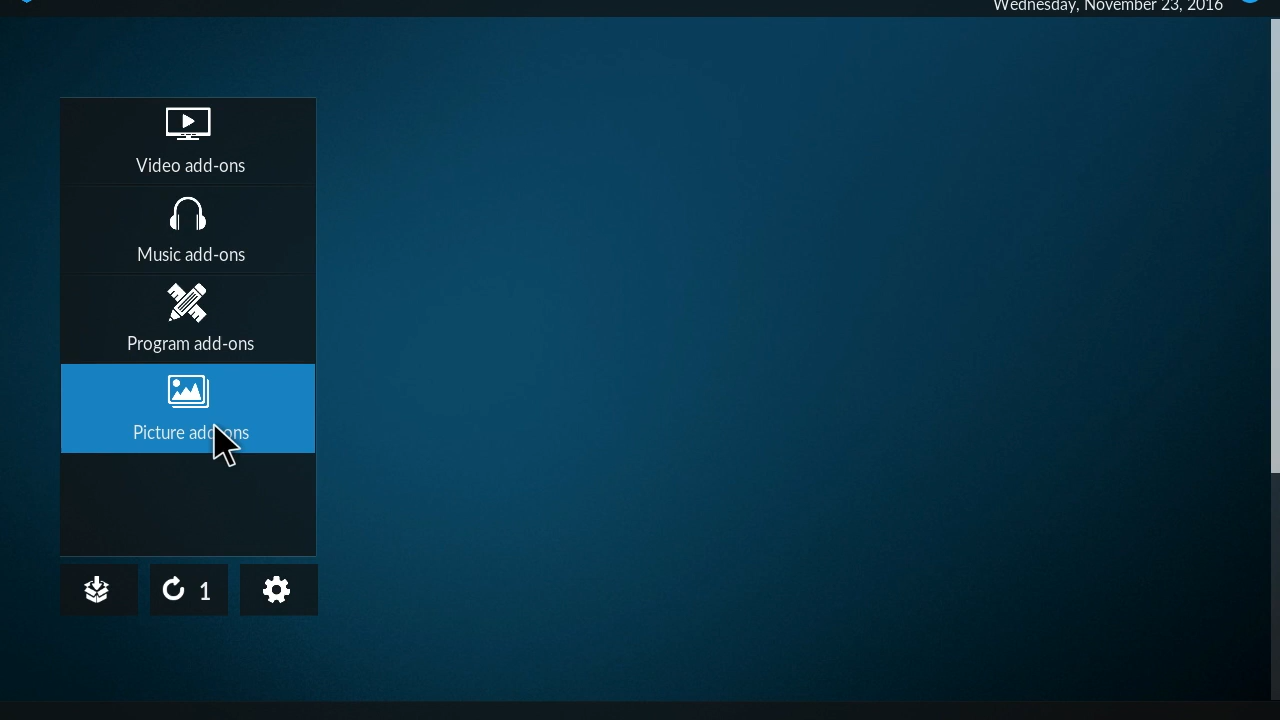 Wednesday, November 23, 2016
Video add-ons
Music add-ons
Program add-ons
Picture add-ons
1